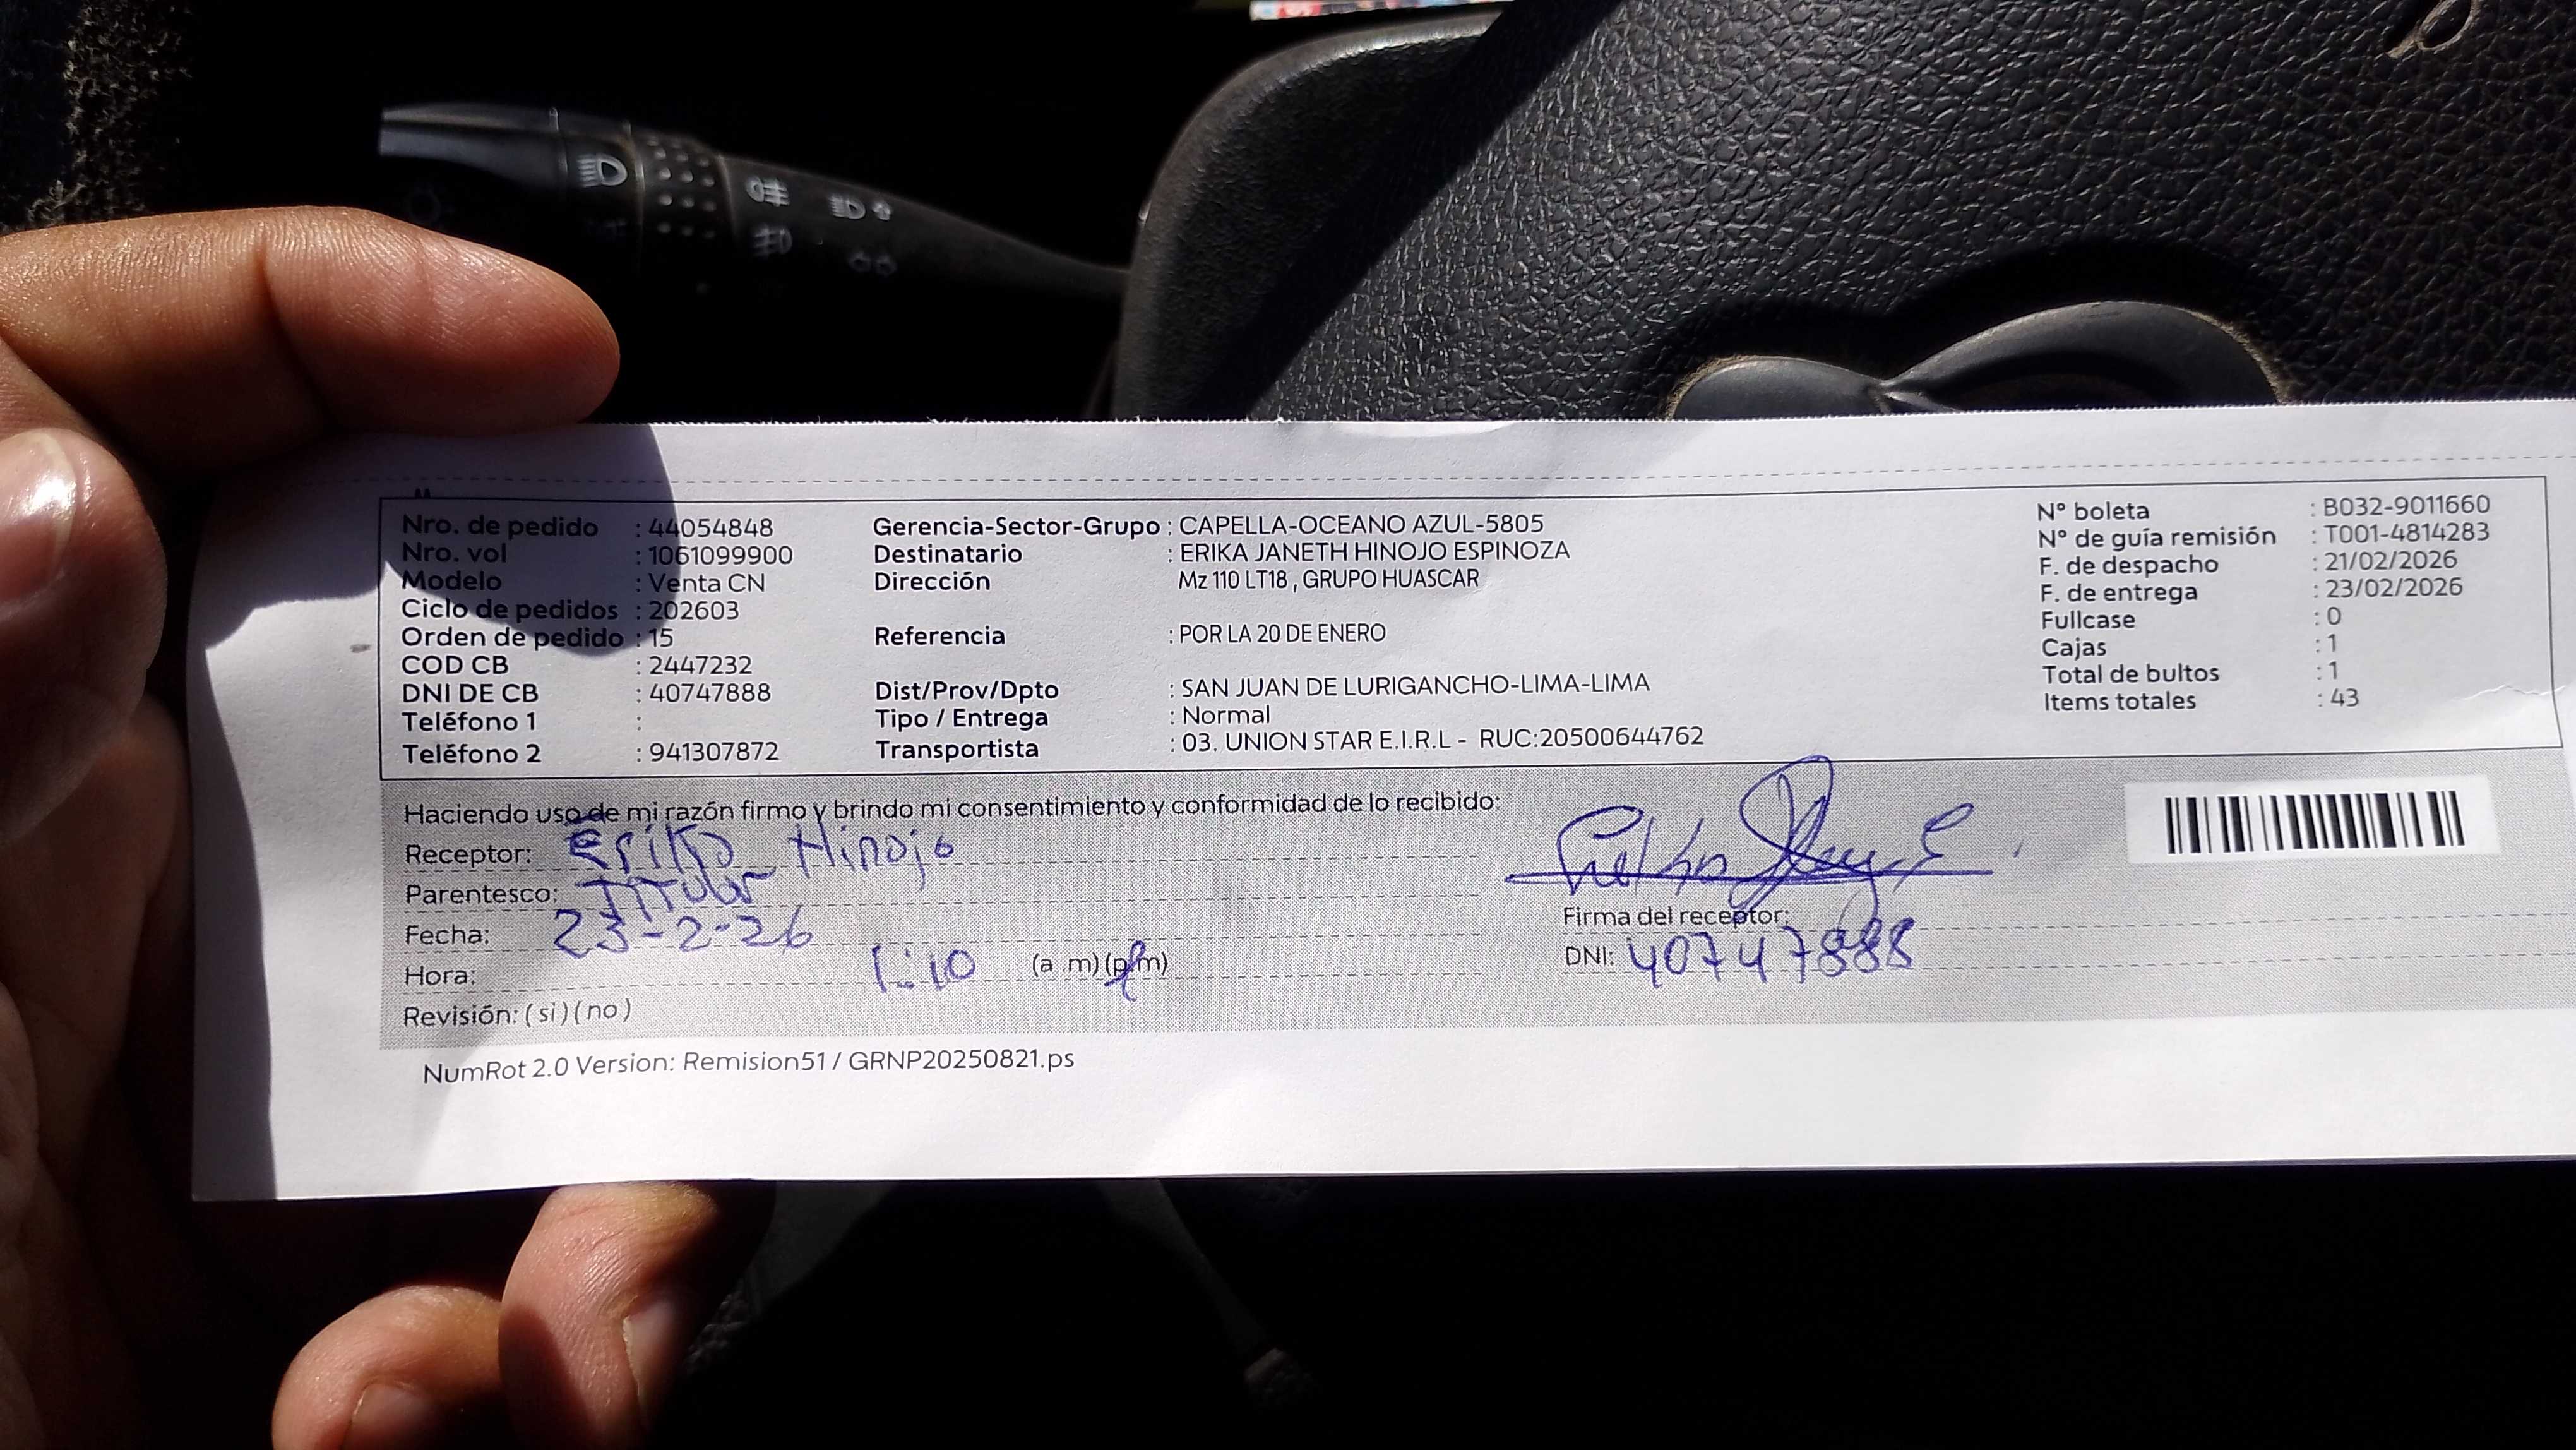 Nro. de pedido : 44054848
Nro. vol : 1061099900
Modelo : Venta CN
Ciclo de pedidos : 202603
Orden de pedido : 15
COD CB : 2447232
DNI DE CB : 40747888
Teléfono 1 :
Teléfono 2 : 941307872
Gerencia-Sector-Grupo : CAPELLA-OCEANO AZUL-5805
Destinatario : ERIKA JANETH HINOJO ESPINOZA
Dirección Mz 110 LT18 , GRUPO HUASCAR
Referencia : POR LA 20 DE ENERO
Dist/Prov/Dpto : SAN JUAN DE LURIGANCHO-LIMA-LIMA
Tipo / Entrega : Normal
Transportista : 03. UNION STAR E.I.R.L - RUC:20500644762
N° boleta : B032-9011660
N° de guía remisión : T001-4814283
F. de despacho : 21/02/2026
F. de entrega : 23/02/2026
Fullcase : 0
Cajas : 1
Total de bultos : 1
Items totales : 43
Haciendo uso de mi razón firmo y brindo mi consentimiento y conformidad de lo recibido:
Receptor: Erika Hinojo
Parentesco: Titular
Fecha: 23-2-26
Hora: 1:10 (a .m) (p.m)
Revisión: ( si ) ( no )
Firma del receptor:
DNI: 40747888
NumRot 2.0 Version: Remision51 / GRNP20250821.ps